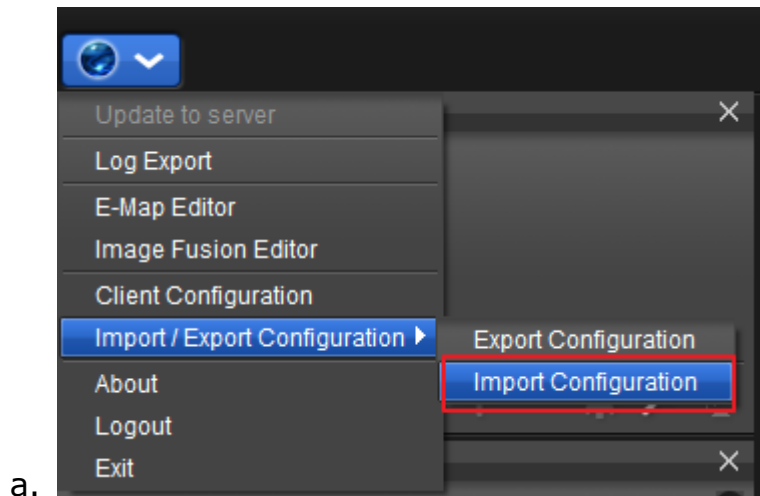 Update to server
Log Export
E-Map Editor
Image Fusion Editor
Client Configuration
Import / Export Configuration
Export Configuration
Import Configuration
About
Logout
Exit
a.